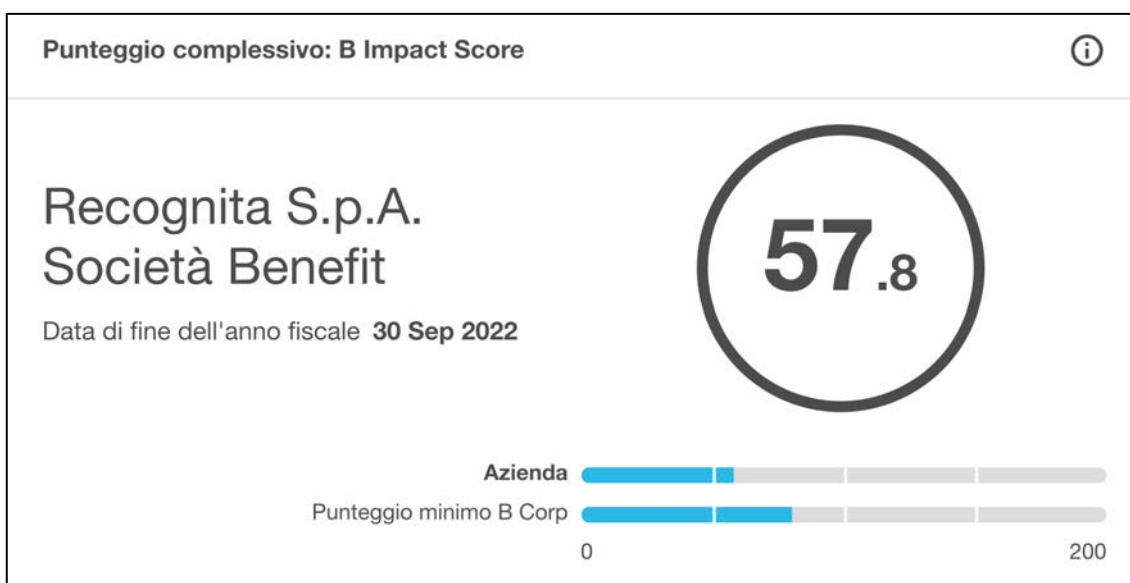 Punteggio complessivo: B Impact Score
Recognita S.p.A.
Società Benefit
Data di fine dell'anno fiscale 30 Sep 2022
57.8
Azienda
Punteggio minimo B Corp
0 200